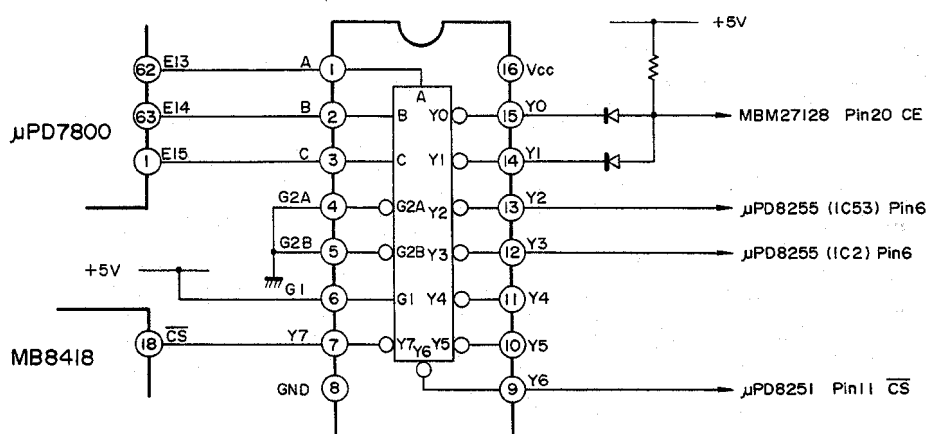 +5V
62 E13 A 1 16 Vcc
A
63 E14 B 2 B Y0 15 Y0 MBM27128 Pin20 CE
μPD7800
1 E15 C 3 C Y1 14 Y1
G2A 4 G2A Y2 13 Y2 μPD8255 (IC53) Pin6
G2B 5 G2B Y3 12 Y3 μPD8255 (IC2) Pin6
+5V
G1 6 G1 Y4 11 Y4
18 CS Y7 7 Y7 Y6 Y5 10 Y5
MB8418
GND 8 9 Y6 μPD8251 Pin11 CS